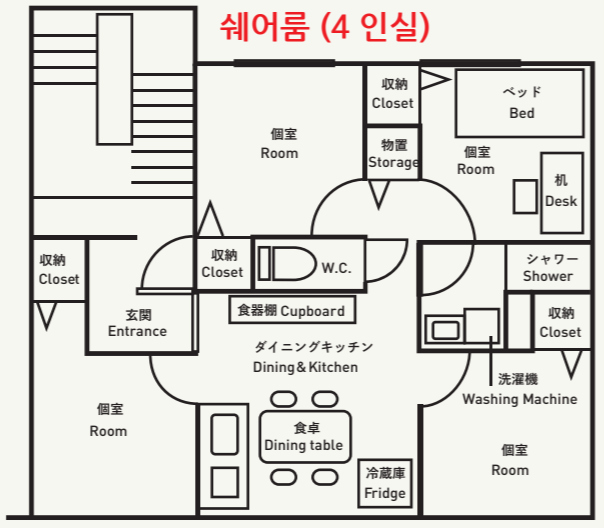 쉐어룸 (4 인실)
収納
Closet
ベッド
Bed
個室
Room
物置
Storage
個室
Room
机
Desk
収納
Closet
収納
Closet
W.C.
シャワー
Shower
玄関
Entrance
食器棚 Cupboard
収納
Closet
ダイニングキッチン
Dining & Kitchen
洗濯機
Washing Machine
個室
Room
食卓
Dining table
個室
Room
冷蔵庫
Fridge